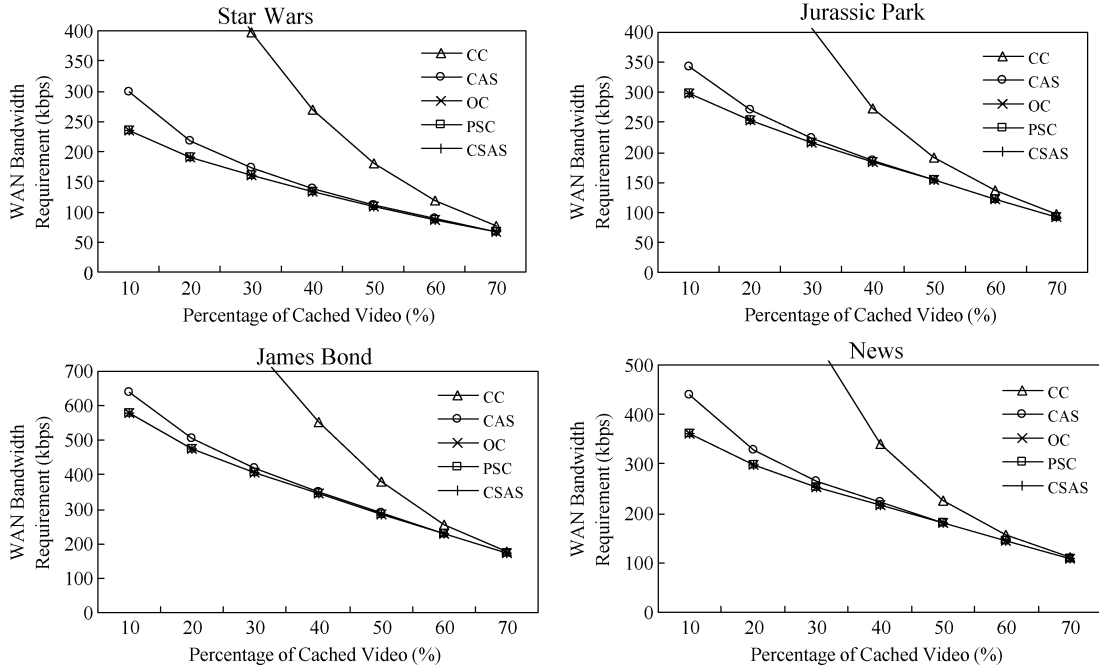 Star Wars
WAN Bandwidth
Requirement (kbps)
400
350
300
250
200
150
100
50
0
CC
CAS
OC
PSC
CSAS
10 20 30 40 50 60 70
Percentage of Cached Video (%)
Jurassic Park
WAN Bandwidth
Requirement (kbps)
400
350
300
250
200
150
100
50
0
CC
CAS
OC
PSC
CSAS
10 20 30 40 50 60 70
Percentage of Cached Video (%)
James Bond
WAN Bandwidth
Requirement (kbps)
700
600
500
400
300
200
100
0
CC
CAS
OC
PSC
CSAS
10 20 30 40 50 60 70
Percentage of Cached Video (%)
News
WAN Bandwidth
Requirement (kbps)
500
400
300
200
100
0
CC
CAS
OC
PSC
CSAS
10 20 30 40 50 60 70
Percentage of Cached Video (%)